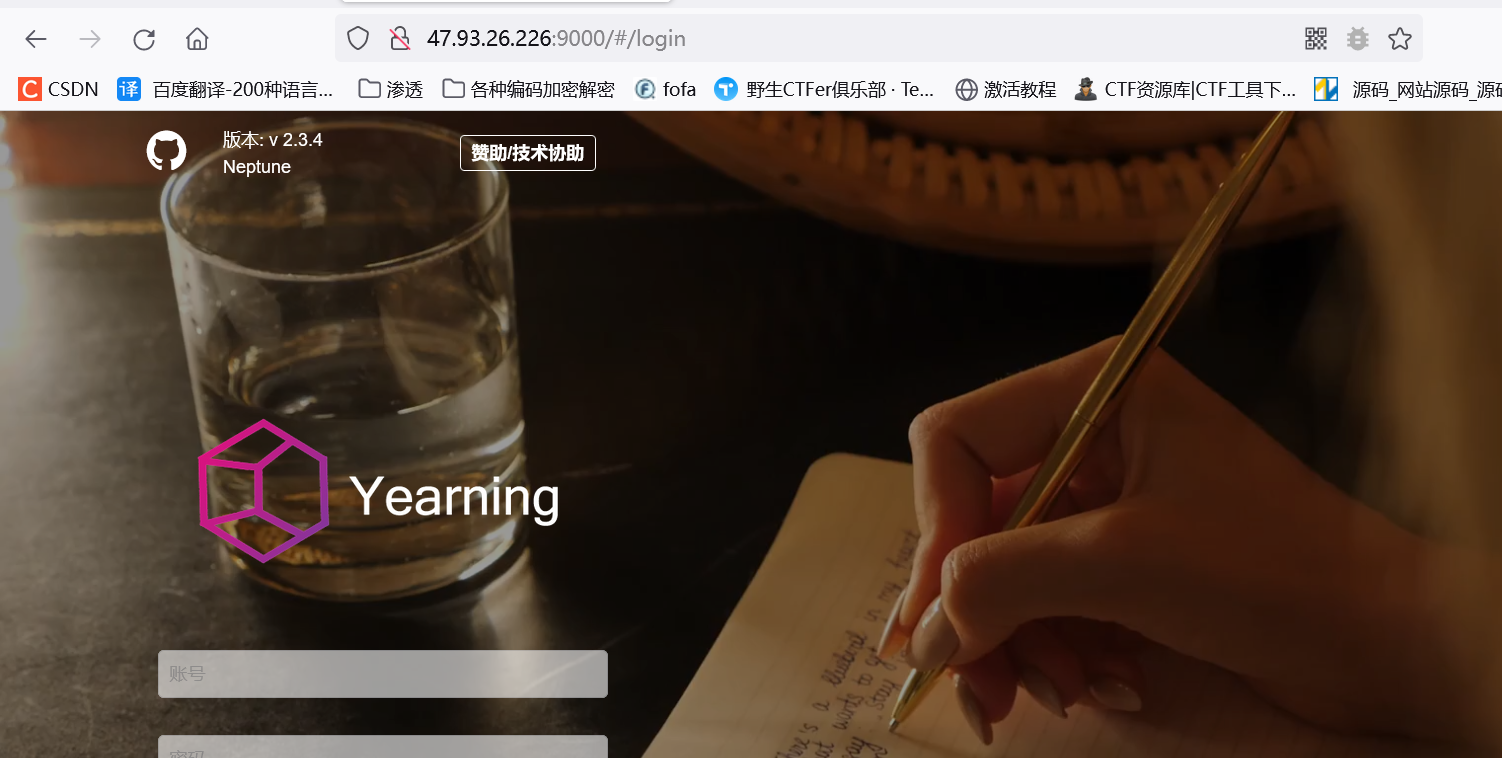 47.93.26.226:9000/#/login
CSDN 百度翻译-200种语言... 渗透 各种编码加密解密 fofa 野生CTFer俱乐部 · Te... 激活教程 CTF资源库|CTF工具下... 源码_网站源码_源码
版本: v 2.3.4
Neptune
赞助/技术协助
Yearning
账号
密码